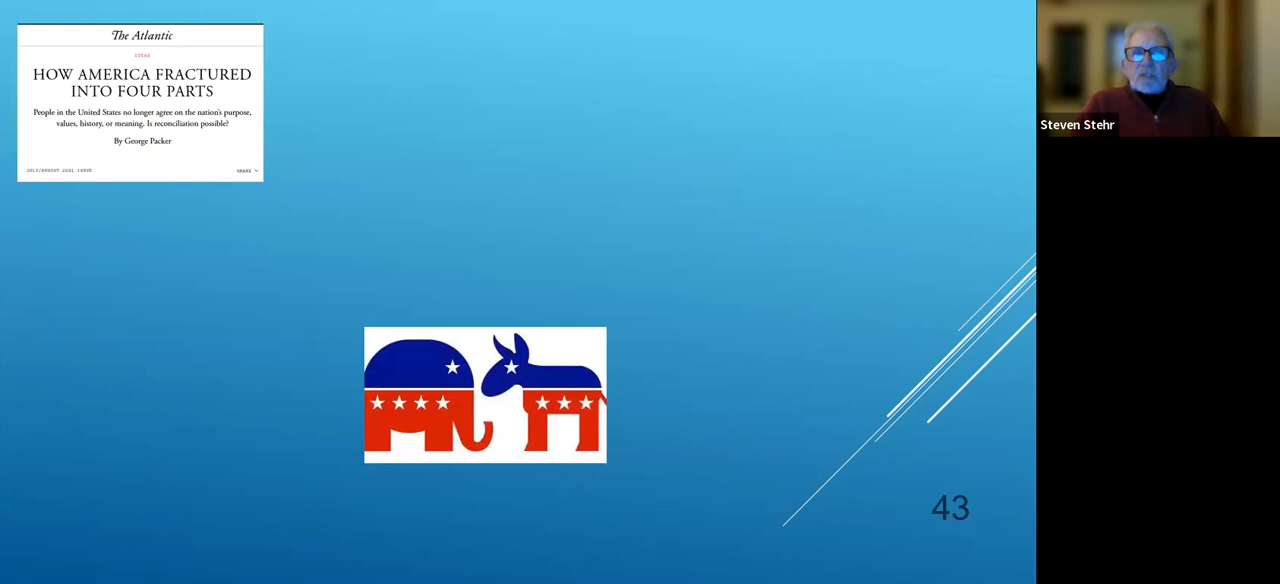 The Atlantic
IDEAS
HOW AMERICA FRACTURED
INTO FOUR PARTS
People in the United States no longer agree on the nation's purpose,
values, history, or meaning. Is reconciliation possible?
By George Packer
JULY/AUGUST 2021 ISSUE
SHARE
Steven Stehr
43